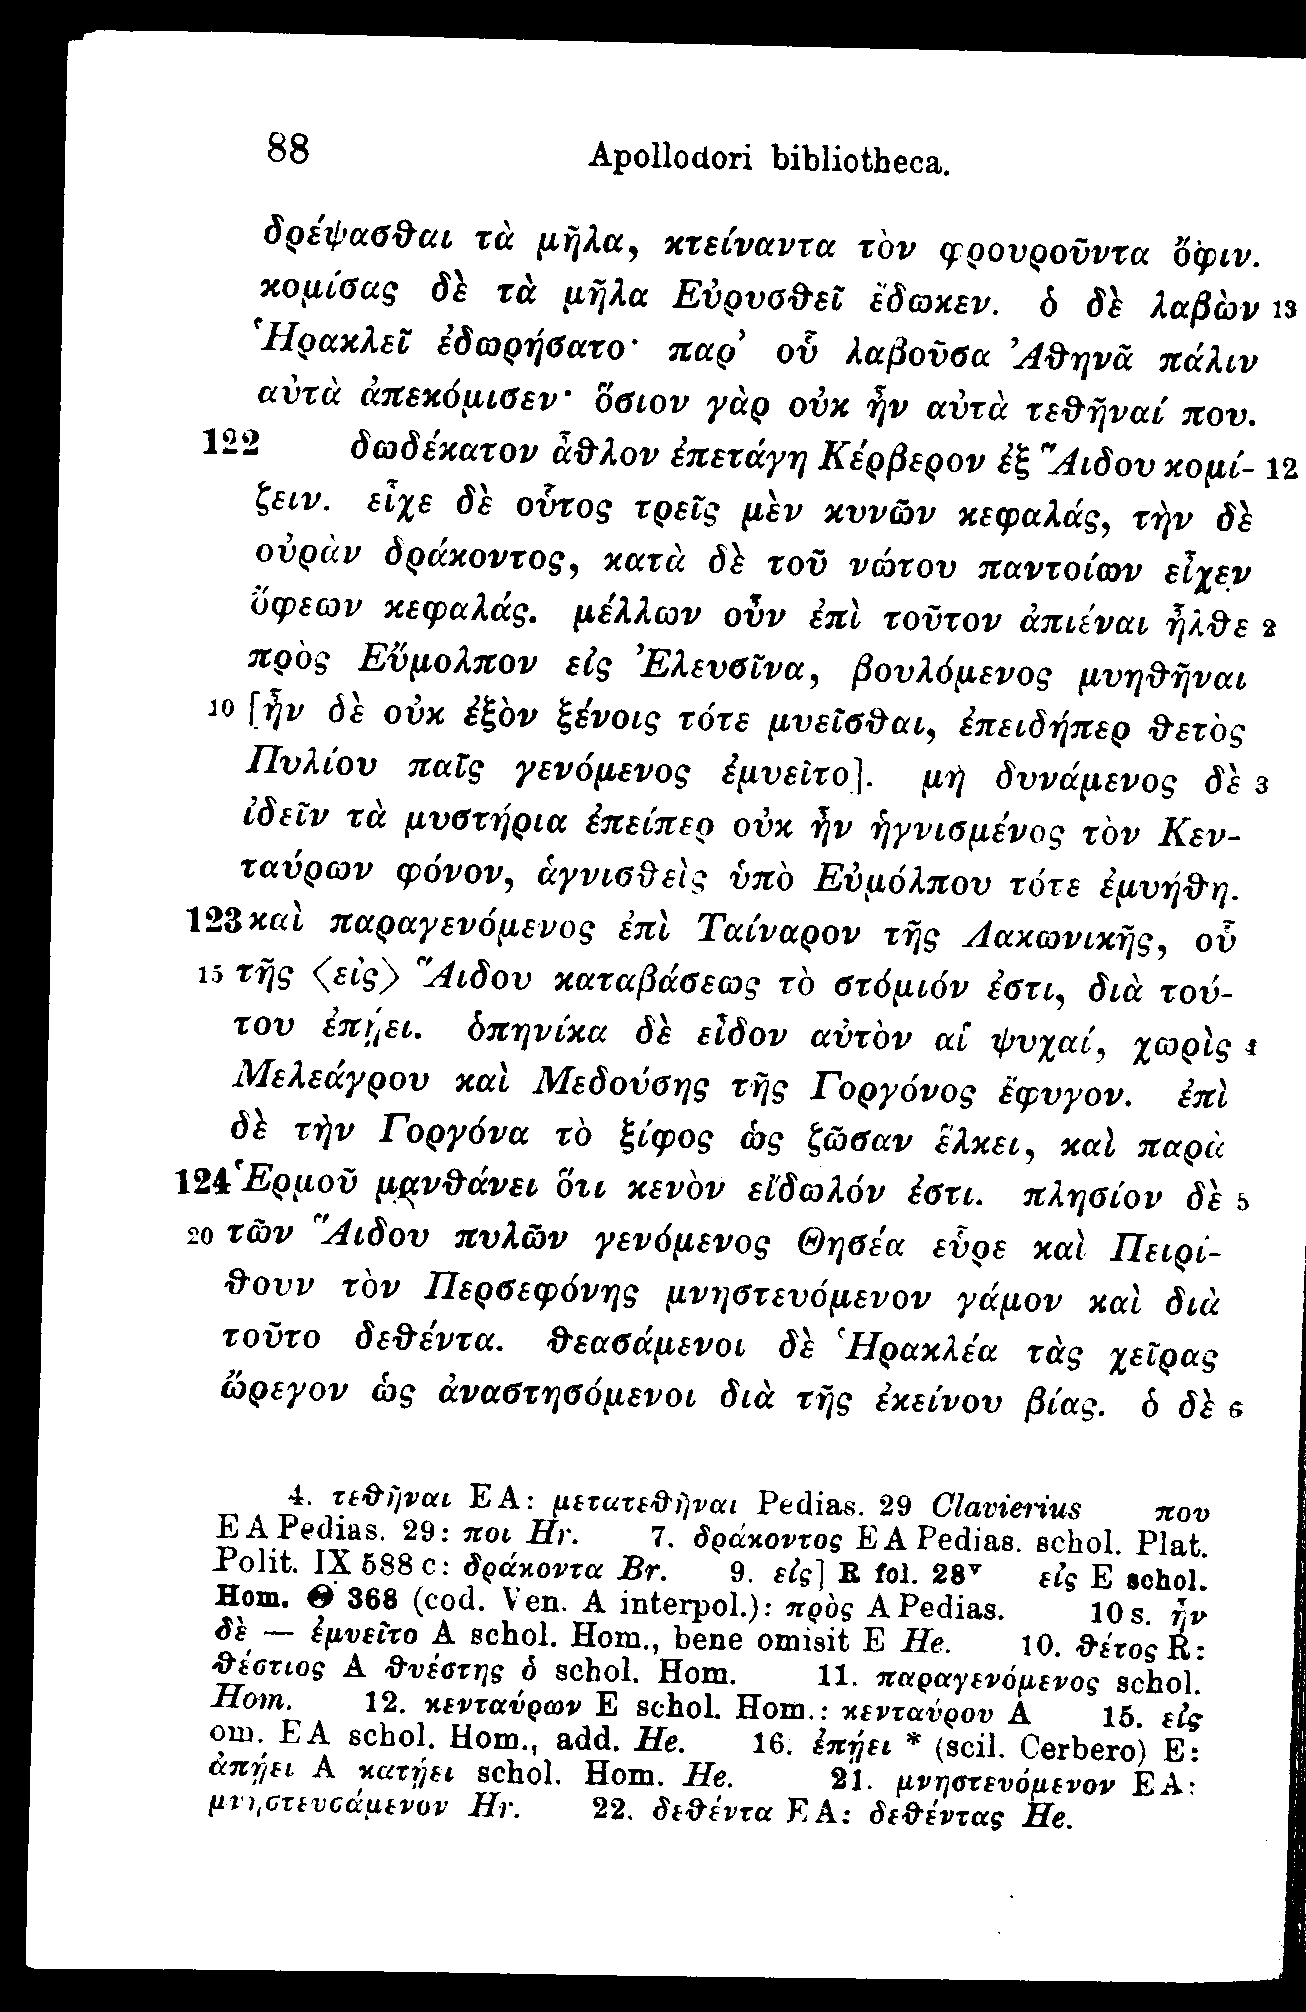 88 Apollodori bibliotheca.
δρέψασθαι τὰ μῆλα, κτείναντα τὸν φρουροῦντα ὄφιν.
κομίσας δὲ τὰ μῆλα Εὐρυσθεῖ ἔδωκεν. ὁ δὲ λαβὼν 13
Ἡρακλεῖ ἐδωρήσατο· παρ’ οὗ λαβοῦσα Ἀθηνᾶ πάλιν
αὐτὰ ἀπεκόμισεν· ὅσιον γὰρ οὐκ ἦν αὐτὰ τεθῆναί που.
122 δωδέκατον ἆθλον ἐπετάγη Κέρβερον ἐξ Ἅιδου κομί- 12
ζειν. εἶχε δὲ οὗτος τρεῖς μὲν κυνῶν κεφαλάς, τὴν δὲ
οὐρὰν δράκοντος, κατὰ δὲ τοῦ νώτου παντοίων εἶχεν
ὄφεων κεφαλάς. μέλλων οὖν ἐπὶ τοῦτον ἀπιέναι ἦλθε 2
πρὸς Εὔμολπον εἰς Ἐλευσῖνα, βουλόμενος μυηθῆναι
10 [ἦν δὲ οὐκ ἐξὸν ξένοις τότε μυεῖσθαι, ἐπειδήπερ θετὸς
Πυλίου παῖς γενόμενος ἐμυεῖτο]. μὴ δυνάμενος δὲ 3
ἰδεῖν τὰ μυστήρια ἐπείπερ οὐκ ἦν ἡγνισμένος τὸν Κεν-
ταύρων φόνον, ἁγνισθεὶς ὑπὸ Εὐμόλπου τότε ἐμυήθη.
123 καὶ παραγενόμενος ἐπὶ Ταίναρον τῆς Λακωνικῆς, οὗ
15 τῆς ⟨εἰς⟩ Ἅιδου καταβάσεως τὸ στόμιόν ἐστι, διὰ τού-
του ἐπῄει. ὁπηνίκα δὲ εἶδον αὐτὸν αἱ ψυχαί, χωρὶς 4
Μελεάγρου καὶ Μεδούσης τῆς Γοργόνος ἔφυγον. ἐπὶ
δὲ τὴν Γοργόνα τὸ ξίφος ὡς ζῶσαν ἕλκει, καὶ παρὰ
124 Ἑρμοῦ μανθάνει ὅτι κενὸν εἴδωλόν ἐστι. πλησίον δὲ 5
20 τῶν Ἅιδου πυλῶν γενόμενος Θησέα εὗρε καὶ Πειρί-
θουν τὸν Περσεφόνης μνηστευόμενον γάμον καὶ διὰ
τοῦτο δεθέντα. θεασάμενοι δὲ Ἡρακλέα τὰς χεῖρας
ὤρεγον ὡς ἀναστησόμενοι διὰ τῆς ἐκείνου βίας. ὁ δὲ 6
4. τεθῆναι EA: μετατεθῆναι Pedias. 29 Clavierius που
EA Pedias. 29: ποι Hr. 7. δράκοντος EA Pedias. schol. Plat.
Polit. IX 588 c: δράκοντα Br. 9. εἰς] R fol. 28ᵛ εἰς E schol.
Hom. Θ 368 (cod. Ven. A interpol.): πρὸς A Pedias. 10 s. ἦν
δὲ — ἐμυεῖτο A schol. Hom., bene omisit E He. 10. θέτος R:
θέστιος A θυέστης ὁ schol. Hom. 11. παραγενόμενος schol.
Hom. 12. κενταύρων E schol. Hom.: κενταύρου A 15. εἰς
om. EA schol. Hom., add. He. 16. ἐπῄει * (scil. Cerbero) E:
ἀπῄει A κατῄει schol. Hom. He. 21. μνηστευόμενον EA:
μνηστευσάμενον Hr. 22. δεθέντα EA: δεθέντας He.